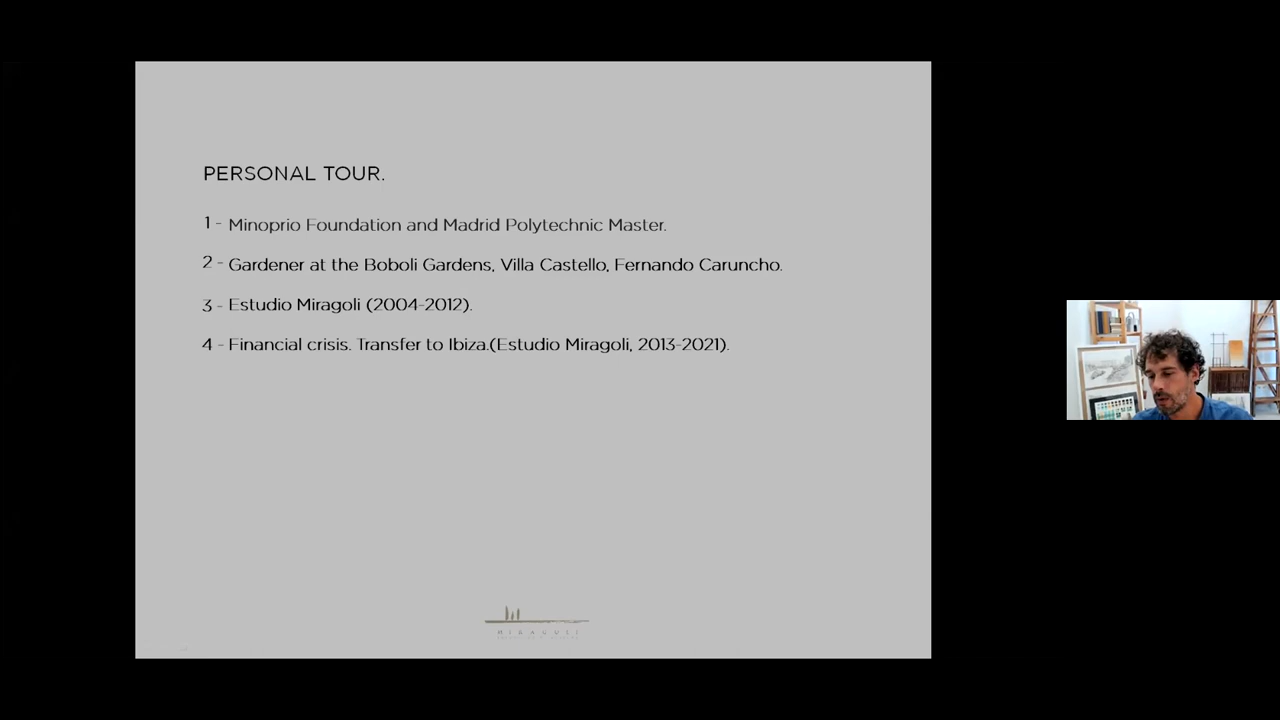 PERSONAL TOUR.
1 - Minoprio Foundation and Madrid Polytechnic Master.
2 - Gardener at the Boboli Gardens, Villa Castello, Fernando Caruncho.
3 - Estudio Miragoli (2004-2012).
4 - Financial crisis. Transfer to Ibiza.(Estudio Miragoli, 2013-2021).
MIRAGOLI